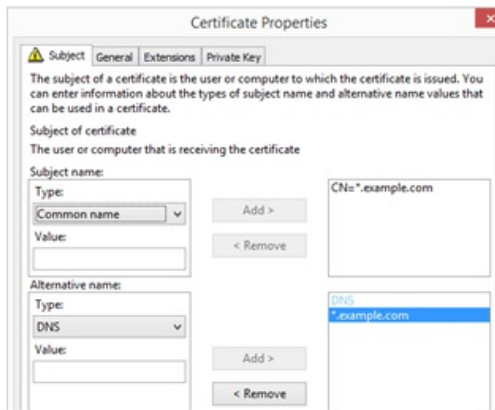 Certificate Properties
Subject General Extensions Private Key
The subject of a certificate is the user or computer to which the certificate is issued. You
can enter information about the types of subject name and alternative name values that
can be used in a certificate.
Subject of certificate
The user or computer that is receiving the certificate
Subject name:
Type:
Common name
Value:
Add >
< Remove
CN=*.example.com
Alternative name:
Type:
DNS
Value:
Add >
< Remove
DNS
*.example.com